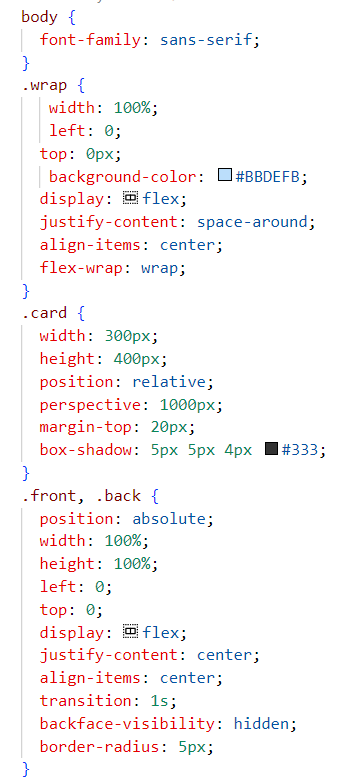 body {
font-family: sans-serif;
}
.wrap {
width: 100%;
left: 0;
top: 0px;
background-color: #BBDEFB;
display: flex;
justify-content: space-around;
align-items: center;
flex-wrap: wrap;
}
.card {
width: 300px;
height: 400px;
position: relative;
perspective: 1000px;
margin-top: 20px;
box-shadow: 5px 5px 4px #333;
}
.front, .back {
position: absolute;
width: 100%;
height: 100%;
left: 0;
top: 0;
display: flex;
justify-content: center;
align-items: center;
transition: 1s;
backface-visibility: hidden;
border-radius: 5px;
}